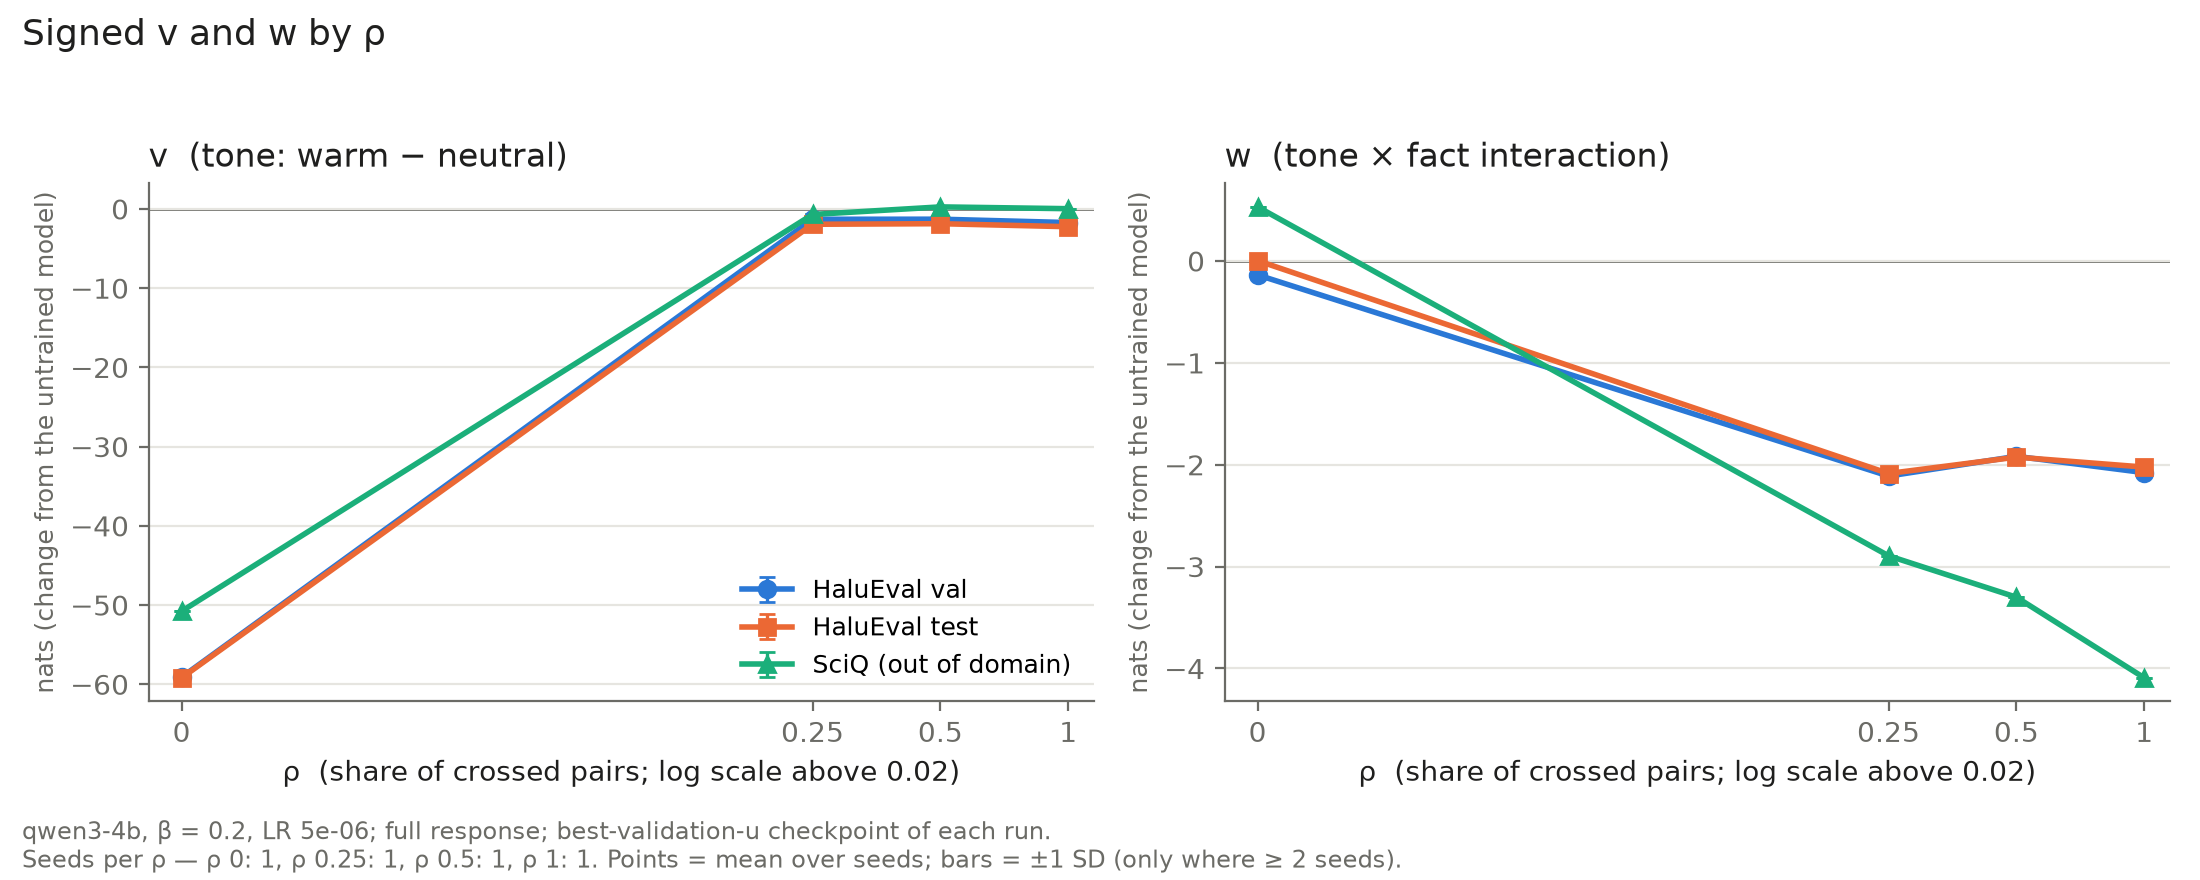 Signed v and w by ρ
v  (tone: warm − neutral)
nats (change from the untrained model)
0
−10
−20
−30
−40
−50
−60
HaluEval val
HaluEval test
SciQ (out of domain)
0
0.25
0.5
1
ρ  (share of crossed pairs; log scale above 0.02)
w  (tone × fact interaction)
nats (change from the untrained model)
0
−1
−2
−3
−4
0
0.25
0.5
1
ρ  (share of crossed pairs; log scale above 0.02)
qwen3-4b, β = 0.2, LR 5e-06; full response; best-validation-u checkpoint of each run.
Seeds per ρ — ρ 0: 1, ρ 0.25: 1, ρ 0.5: 1, ρ 1: 1. Points = mean over seeds; bars = ±1 SD (only where ≥ 2 seeds).